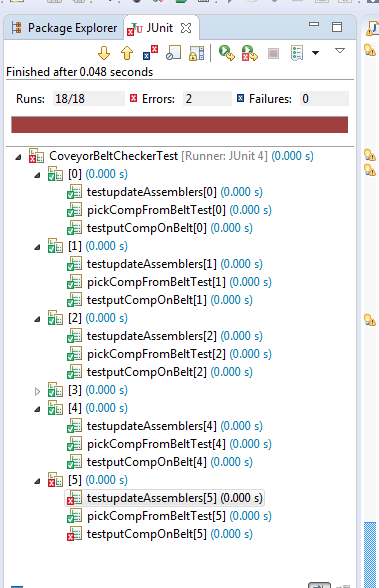 Package Explorer JUnit
Finished after 0.048 seconds
Runs: 18/18 Errors: 2 Failures: 0
CoveyorBeltCheckerTest [Runner: JUnit 4] (0.000 s)
[0] (0.000 s)
testupdateAssemblers[0] (0.000 s)
pickCompFromBeltTest[0] (0.000 s)
testputCompOnBelt[0] (0.000 s)
[1] (0.000 s)
testupdateAssemblers[1] (0.000 s)
pickCompFromBeltTest[1] (0.000 s)
testputCompOnBelt[1] (0.000 s)
[2] (0.000 s)
testupdateAssemblers[2] (0.000 s)
pickCompFromBeltTest[2] (0.000 s)
testputCompOnBelt[2] (0.000 s)
[3] (0.000 s)
[4] (0.000 s)
testupdateAssemblers[4] (0.000 s)
pickCompFromBeltTest[4] (0.000 s)
testputCompOnBelt[4] (0.000 s)
[5] (0.000 s)
testupdateAssemblers[5] (0.000 s)
pickCompFromBeltTest[5] (0.000 s)
testputCompOnBelt[5] (0.000 s)